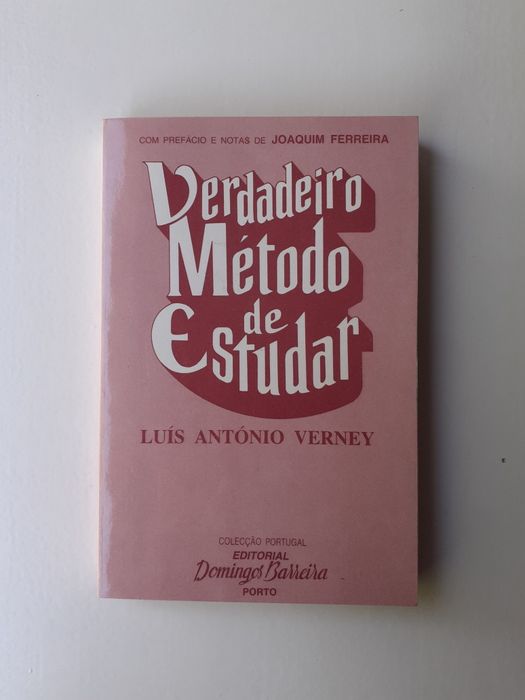 COM PREFÁCIO E NOTAS DE JOAQUIM FERREIRA
Verdadeiro
Método
de
Estudar
LUÍS ANTÓNIO VERNEY
COLECÇÃO PORTUGAL
EDITORIAL
Domingos Barreira
PORTO